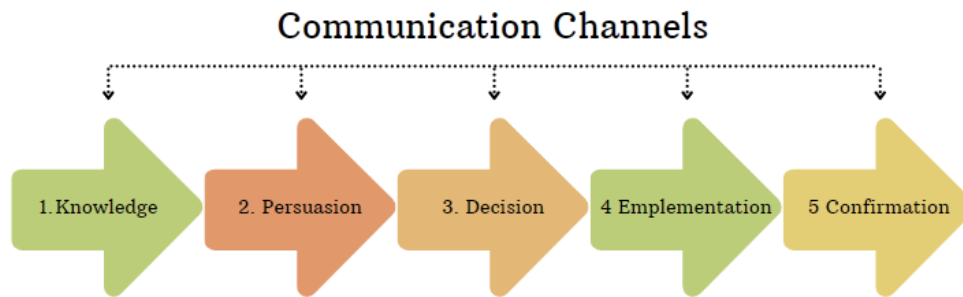 Communication Channels
1. Knowledge
2. Persuasion
3. Decision
4 Emplementation
5 Confirmation